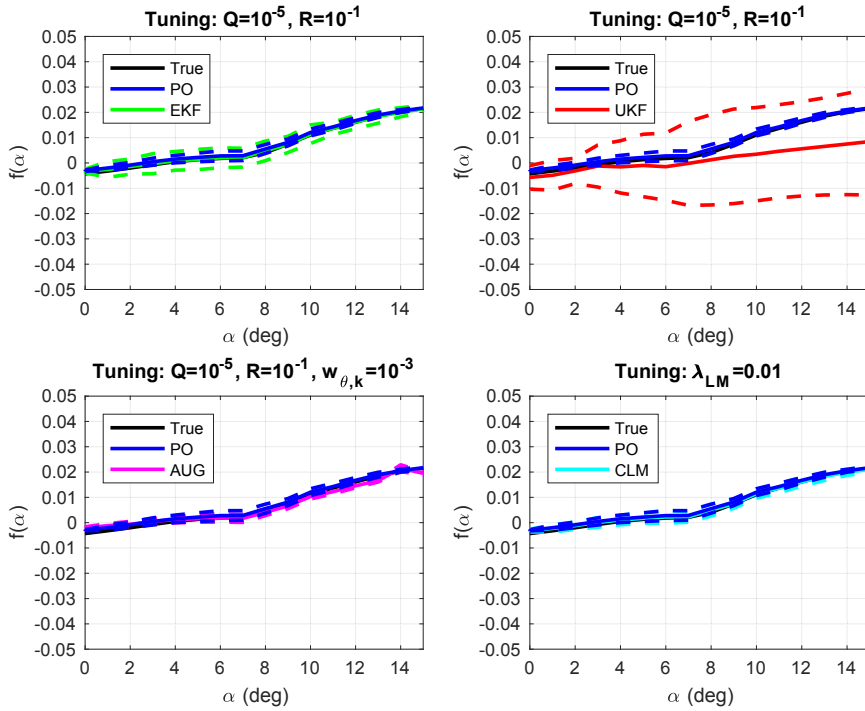 Tuning: Q=10⁻⁵, R=10⁻¹
f(α)
0.05
0.04
0.03
0.02
0.01
0
-0.01
-0.02
-0.03
-0.04
-0.05
True
PO
EKF
0 2 4 6 8 10 12 14
α (deg)
Tuning: Q=10⁻⁵, R=10⁻¹
f(α)
0.05
0.04
0.03
0.02
0.01
0
-0.01
-0.02
-0.03
-0.04
-0.05
True
PO
UKF
0 2 4 6 8 10 12 14
α (deg)
Tuning: Q=10⁻⁵, R=10⁻¹, w_θ,k=10⁻³
f(α)
0.05
0.04
0.03
0.02
0.01
0
-0.01
-0.02
-0.03
-0.04
-0.05
True
PO
AUG
0 2 4 6 8 10 12 14
α (deg)
Tuning: λ_LM=0.01
f(α)
0.05
0.04
0.03
0.02
0.01
0
-0.01
-0.02
-0.03
-0.04
-0.05
True
PO
CLM
0 2 4 6 8 10 12 14
α (deg)